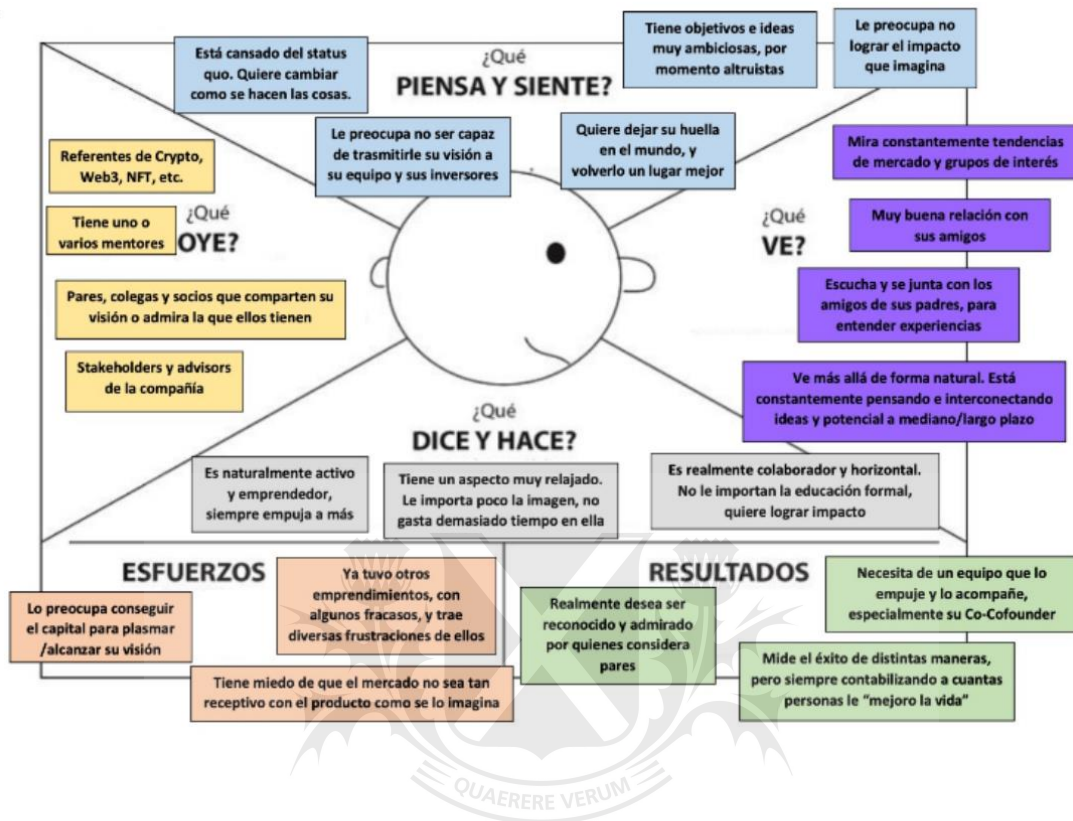 ¿Qué
PIENSA Y SIENTE?
Está cansado del status
quo. Quiere cambiar
como se hacen las cosas.
Tiene objetivos e ideas
muy ambiciosas, por
momento altruistas
Le preocupa no
lograr el impacto
que imagina
Le preocupa no ser capaz
de trasmitirle su visión a
su equipo y sus inversores
Quiere dejar su huella
en el mundo, y
volverlo un lugar mejor
¿Qué
OYE?
Referentes de Crypto,
Web3, NFT, etc.
Tiene uno o
varios mentores
Pares, colegas y socios que comparten su
visión o admira la que ellos tienen
Stakeholders y advisors
de la compañía
¿Qué
VE?
Mira constantemente tendencias
de mercado y grupos de interés
Muy buena relación con
sus amigos
Escucha y se junta con los
amigos de sus padres, para
entender experiencias
Ve más allá de forma natural. Está
constantemente pensando e interconectando
ideas y potencial a mediano/largo plazo
¿Qué
DICE Y HACE?
Es naturalmente activo
y emprendedor,
siempre empuja a más
Tiene un aspecto muy relajado.
Le importa poco la imagen, no
gasta demasiado tiempo en ella
Es realmente colaborador y horizontal.
No le importan la educación formal,
quiere lograr impacto
ESFUERZOS
Lo preocupa conseguir
el capital para plasmar
/alcanzar su visión
Ya tuvo otros
emprendimientos, con
algunos fracasos, y trae
diversas frustraciones de ellos
Tiene miedo de que el mercado no sea tan
receptivo con el producto como se lo imagina
RESULTADOS
Realmente desea ser
reconocido y admirado
por quienes considera
pares
Necesita de un equipo que lo
empuje y lo acompañe,
especialmente su Co-Cofounder
Mide el éxito de distintas maneras,
pero siempre contabilizando a cuantas
personas le “mejoro la vida”
QUAERERE VERUM